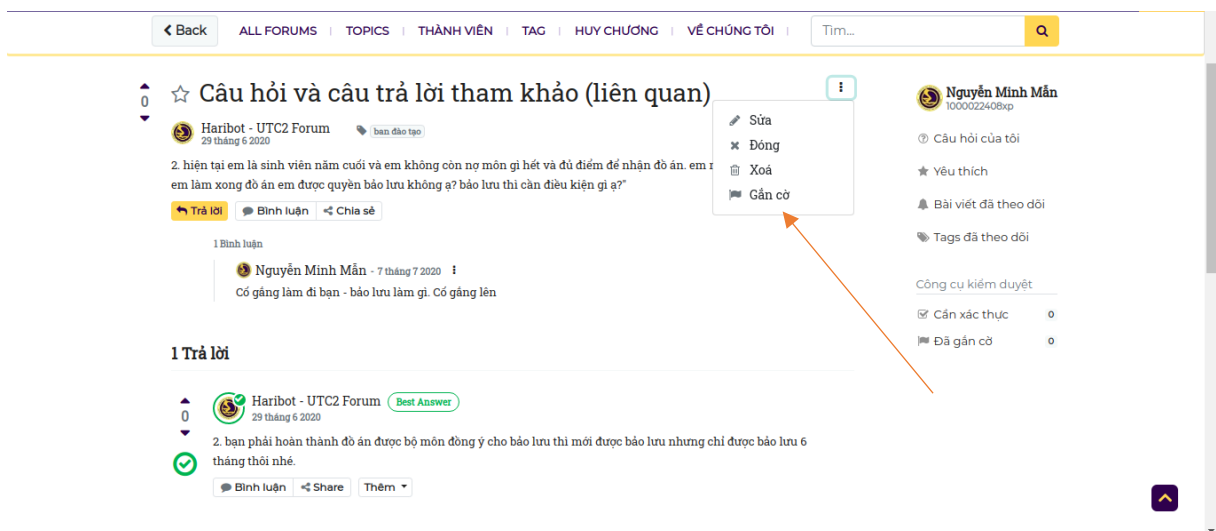 Back ALL FORUMS TOPICS THÀNH VIÊN TAG HUY CHƯƠNG VỀ CHÚNG TÔI Tìm...
0
Câu hỏi và câu trả lời tham khảo (liên quan)
Haribot - UTC2 Forum ban đào tạo
29 tháng 6 2020
2. hiện tại em là sinh viên năm cuối và em không còn nợ môn gì hết và đủ điểm để nhận đồ án. em
em làm xong đồ án em được quyền bảo lưu không ạ? bảo lưu thì cần điều kiện gì ạ?"
Trả lời Bình luận Chia sẻ
Sửa
Đóng
Xoá
Gắn cờ
1 Bình luận
Nguyễn Minh Mẫn - 7 tháng 7 2020
Cố gắng làm đi bạn - bảo lưu làm gì. Cố gắng lên
1 Trả lời
0
Haribot - UTC2 Forum Best Answer
29 tháng 6 2020
2. bạn phải hoàn thành đồ án được bộ môn đồng ý cho bảo lưu thì mới được bảo lưu nhưng chỉ được bảo lưu 6
tháng thôi nhé.
Bình luận Share Thêm
Nguyễn Minh Mẫn
1000022408xp
Câu hỏi của tôi
Yêu thích
Bài viết đã theo dõi
Tags đã theo dõi
Công cụ kiểm duyệt
Cần xác thực 0
Đã gắn cờ 0